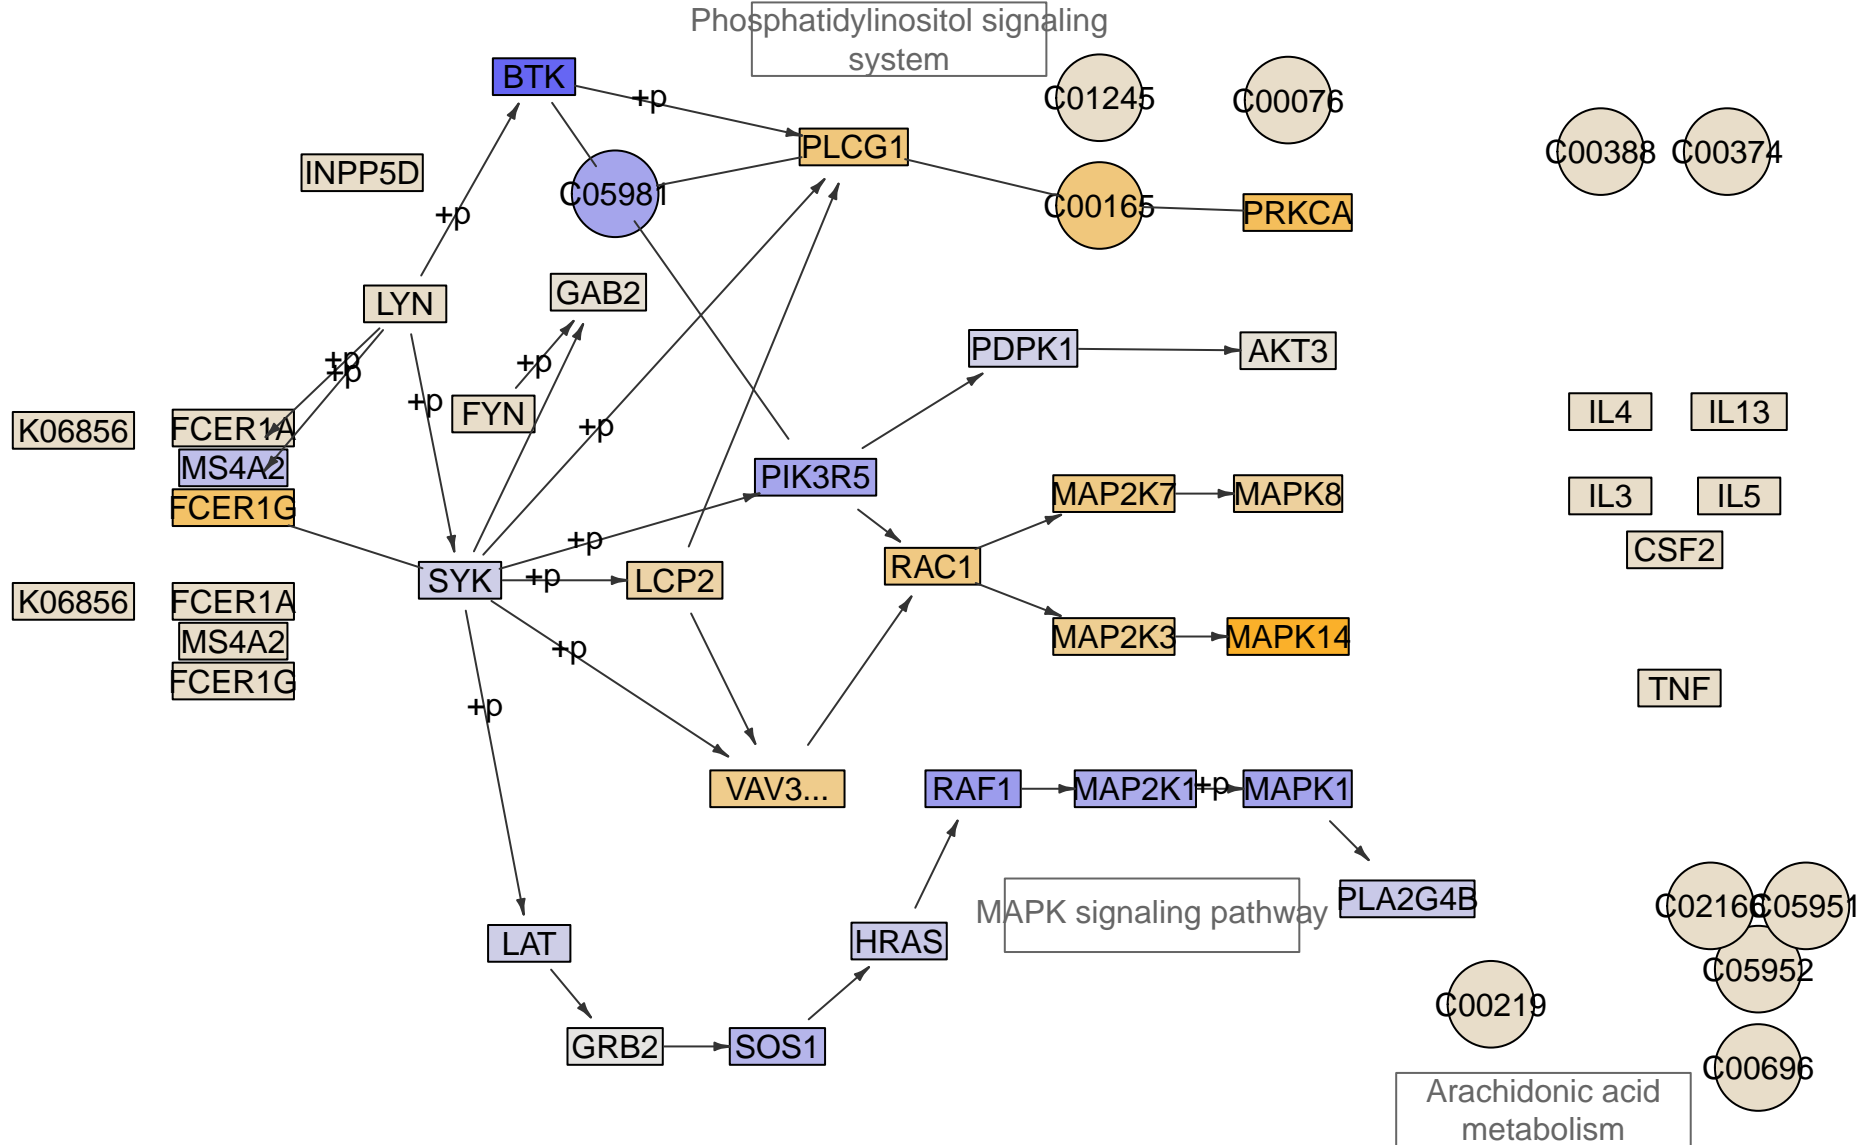 Phosphatidylinositol signaling
system
BTK
+p
C01245
C00076
PLCG1
C00388
C00374
INPP5D
C05981
C00165
PRKCA
+p
LYN
GAB2
PDPK1
AKT3
+p
+p
+p
+p
FYN
+p
K06856
FCER1A
IL4
IL13
MS4A2
PIK3R5
FCER1G
MAP2K7
MAPK8
IL3
IL5
+p
CSF2
SYK
+p
LCP2
RAC1
K06856
FCER1A
MS4A2
+p
MAP2K3
MAPK14
FCER1G
TNF
+p
VAV3...
RAF1
MAP2K1
+p
MAPK1
MAPK signaling pathway
PLA2G4B
C02166
C05951
LAT
HRAS
C05952
C00219
GRB2
SOS1
C00696
Arachidonic acid
metabolism